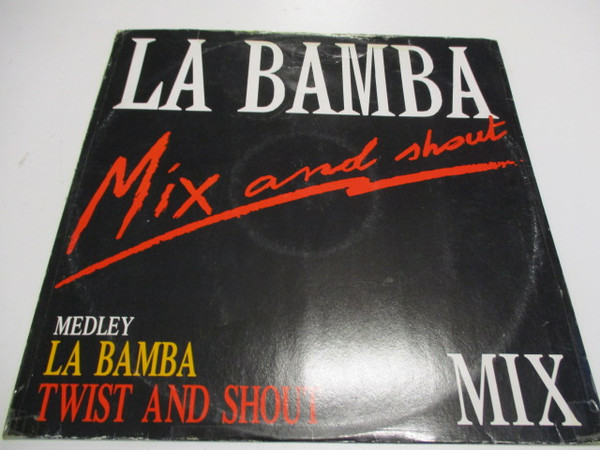 LA BAMBA
Mix and shout
MEDLEY
LA BAMBA
TWIST AND SHOUT
MIX